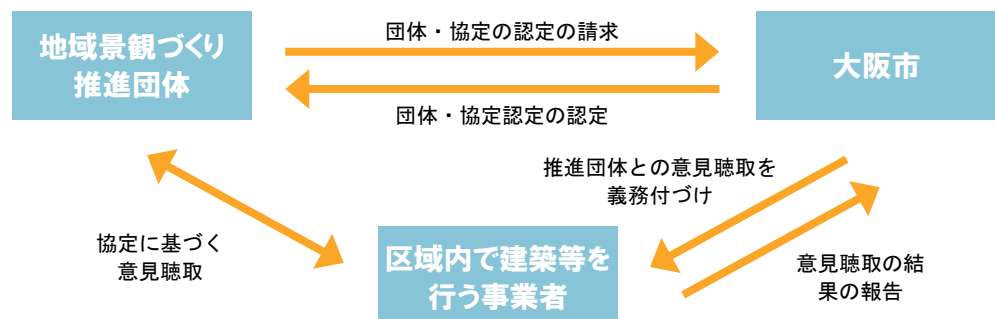 団体・協定の認定の請求
地域景観づくり
推進団体
大阪市
団体・協定認定の認定
推進団体との意見聴取を
義務付づけ
協定に基づく
意見聴取
区域内で建築等を
行う事業者
意見聴取の結
果の報告